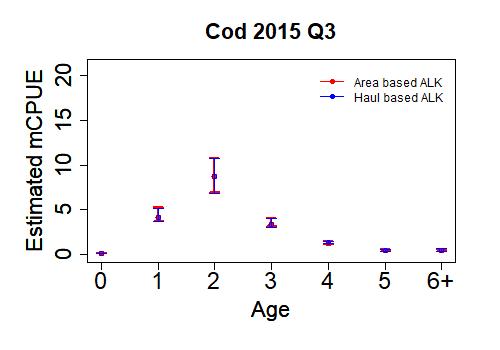 Cod 2015 Q3
Estimated mCPUE
20
15
10
5
0
Area based ALK
Haul based ALK
0 1 2 3 4 5 6+
Age